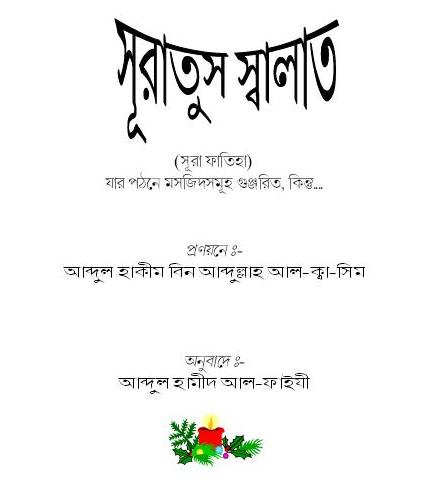 সূরাতুস স্বালাত
(সূরা ফাতিহা)
যার পঠনে মসজিদসমূহ গুঞ্জরিত, কিন্তু...
প্রণয়নে ঃ-
আব্দুল হাকীম বিন আব্দুল্লাহ আল-ক্বা-সিম
অনুবাদে ঃ-
আব্দুল হামীদ আল-ফাইযী